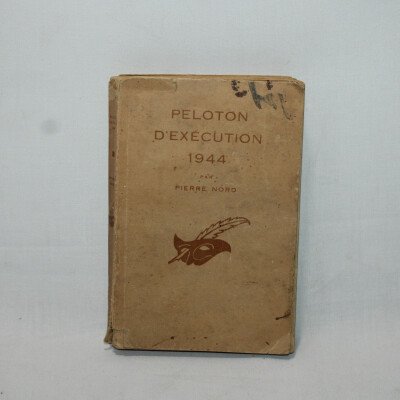 PELOTON
D'EXÉCUTION
1944
PAR
PIERRE NORD